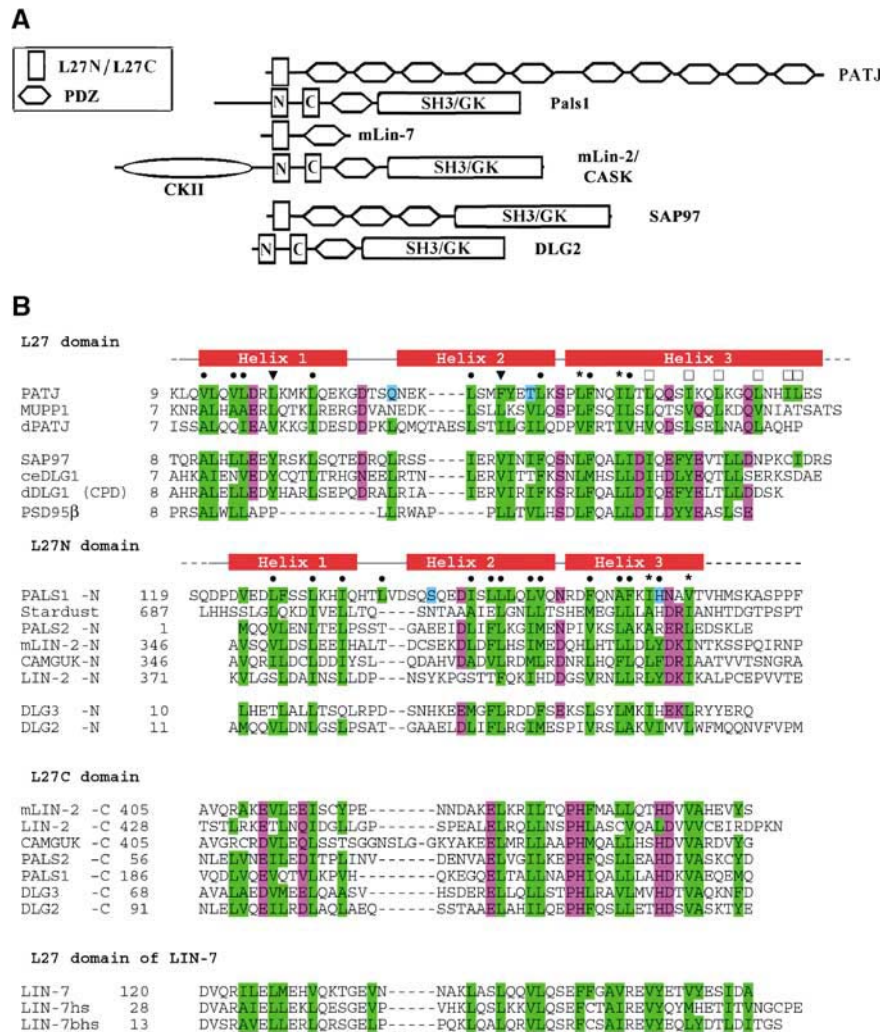 A
L27N/L27C
PDZ
PATJ
N C SH3/GK Pals1
mLin-7
CKII N C SH3/GK mLin-2/
CASK
SH3/GK SAP97
N C SH3/GK DLG2
B
L27 domain
Helix 1 Helix 2 Helix 3
PATJ 9 KLQVLQVLDRLKMKLQEKGDTSQNEK----LSMFYETLKSPLFNQILTLQQSIKQLKGQLNHILES
MUPP1 7 KNRALHAAERLQTKLRERGDVANEDK----LSLLKSVLQSPLFSQILSLQTSVQQLKDQVNIATSATS
dPATJ 7 ISSALQQIEAVKKGIDESDDPKLQMQTAESLSTILGILQDPVFRTIVHVQDSLSELNAQLAQHP
SAP97 8 TQRALHLLEEYRSKLSQTEDRQLRSS----IERVINIFQSNLFQALIDIQEFYEVTLLDNPKCIDRS
ceDLG1 7 AHKAIENVEDYCQTLTRHGNEELRTN----IERVITTFKSNLMHSLLDIHDLYEQTLLSERKSDAE
dDLG1 (CPD) 8 AHRALELLEDYHARLSEPQDRALRIA----IERVIRIFKSRLFQALLDIQEFYELTLLDDSK
PSD95β 8 PRSALWLLAPP----------LLRWAP----PLLTVLHSDLFQALLDILDYYEASLSE
L27N domain
Helix 1 Helix 2 Helix 3
PALS1 -N 119 SQDPDVEDLFSSLKHIQHTLVDSQSQEDISLLLQLVQNRDFQNAFKIHNAVTVHMSKASPPF
Stardust 687 LHHSSLGLQKDIVELLTQ---SNTAAAIELGNLLTSHEMEGLLLAHDRIANHTDGTPSPT
PALS2 -N 1 MQQVLENLTELPSST---GAEEIDLIFLKGIMENPIVKSLAKARERLEDSKLE
mLIN-2-N 346 AVSQVLDSLEEIHALT---DCSEKDLDFLHSIMEDQHLHTLLDLYDKINTKSSPQIRNP
CAMGUK-N 346 AVQRILDCLDDIYSL---QDAHVDADVLRDMLRDNRLHQFLQLFDRIAATVVTSNGRA
LIN-2 -N 371 KVLGSLDAINSLLDP---NSYKPGSTTFQKIHDDGSVRNLLRLYDKIKALPCEPVVTE
DLG3 -N 10 LHETLALLTSQLRPD---SNHKEEMGFLRDDFSEKSLSYLMKIHEKLRYYERQ
DLG2 -N 11 AMQQVLDNLGSLPSAT---GAAELDLIFLRGIMESPIVRSLAKVIMVLWFMQQNVFVPM
L27C domain
mLIN-2 -C 405 AVQRAKEVLEEISCYPE-------NNDAKELKRILTQPHFMALLQTHDVVAHEVYS
LIN-2 -C 428 TSTLRKETLNQIDGLLGP------SPEALELRQLLNSPHLASCVQALDVVVCEIRDPKN
CAMGUK -C 405 AVGRCRDVLEQLSSTSGGNSLG-GKYAKEELMRLLAAPHMQALLHSHDVVARDVYG
PALS2 -C 56 NLELVNEILEDITPLINV------DENVAELVGILKEPHFQSLLEAHDIVASKCYD
PALS1 -C 186 VQDLVQEVQTVLKPVH--------QKEGQELTALLNAPHIQALLLAHDKVAEQEMQ
DLG3 -C 68 AVALAEDVMEELQAASV-------HSDERELLQLLSTPHLRAVLMVHDTVAQKNFD
DLG2 -C 91 NLELVQEILRDLAQLAEQ------SSTAAELAHILQEPHFQSLLETHDSVASKTYE
L27 domain of LIN-7
LIN-7 120 DVQRILELMEHVQKTGEVN-----NAKLASLQQVLQSEFFGAVREVYETVYESIDA
LIN-7hs 28 DVARAIELLEKLQESGEVP-----VHKLQSLKKVLQSEFCTAIREVYQYMHETITVNGCPE
LIN-7bhs 13 DVSRAVELLERLQRSGELP-----PQKLQALQRVLQSRFCSAIREVYEQLYDTLDITGS